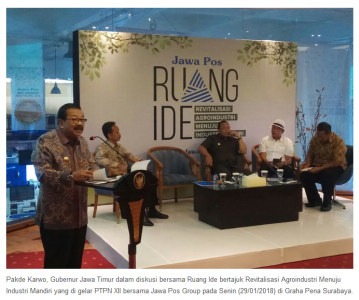 Jawa Pos
RUANG
IDE
REVITALISASI
AGROINDUSTRI
MENUJU
Pakde Karwo, Gubernur Jawa Timur dalam diskusi bersama Ruang Ide bertajuk Revitalisasi Agroindustri Menuju
Industri Mandiri yang di gelar PTPN XII bersama Jawa Pos Group pada Senin (29/01/2018) di Graha Pena Surabaya.